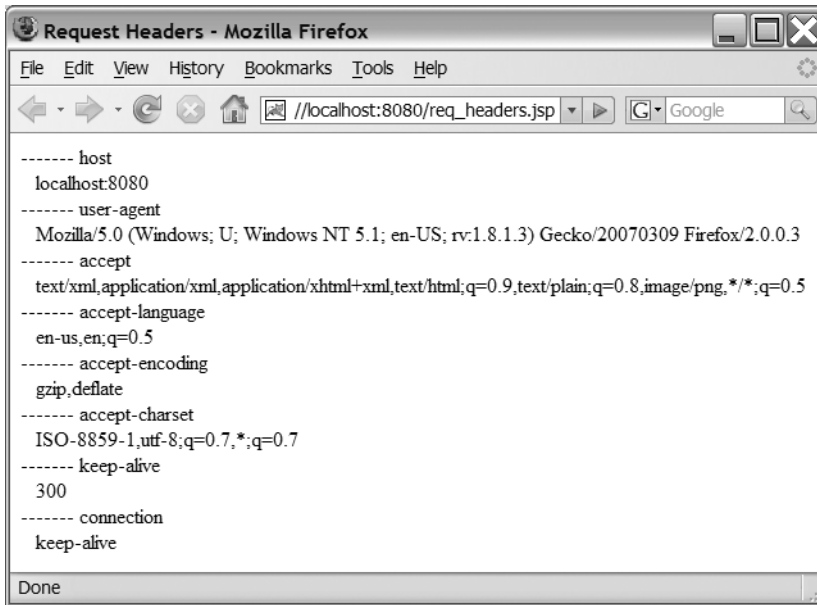 Request Headers - Mozilla Firefox
File Edit View History Bookmarks Tools Help
//localhost:8080/req_headers.jsp G Google
------- host
localhost:8080
------- user-agent
Mozilla/5.0 (Windows; U; Windows NT 5.1; en-US; rv:1.8.1.3) Gecko/20070309 Firefox/2.0.0.3
------- accept
text/xml,application/xml,application/xhtml+xml,text/html;q=0.9,text/plain;q=0.8,image/png,*/*;q=0.5
------- accept-language
en-us,en;q=0.5
------- accept-encoding
gzip,deflate
------- accept-charset
ISO-8859-1,utf-8;q=0.7,*;q=0.7
------- keep-alive
300
------- connection
keep-alive
Done